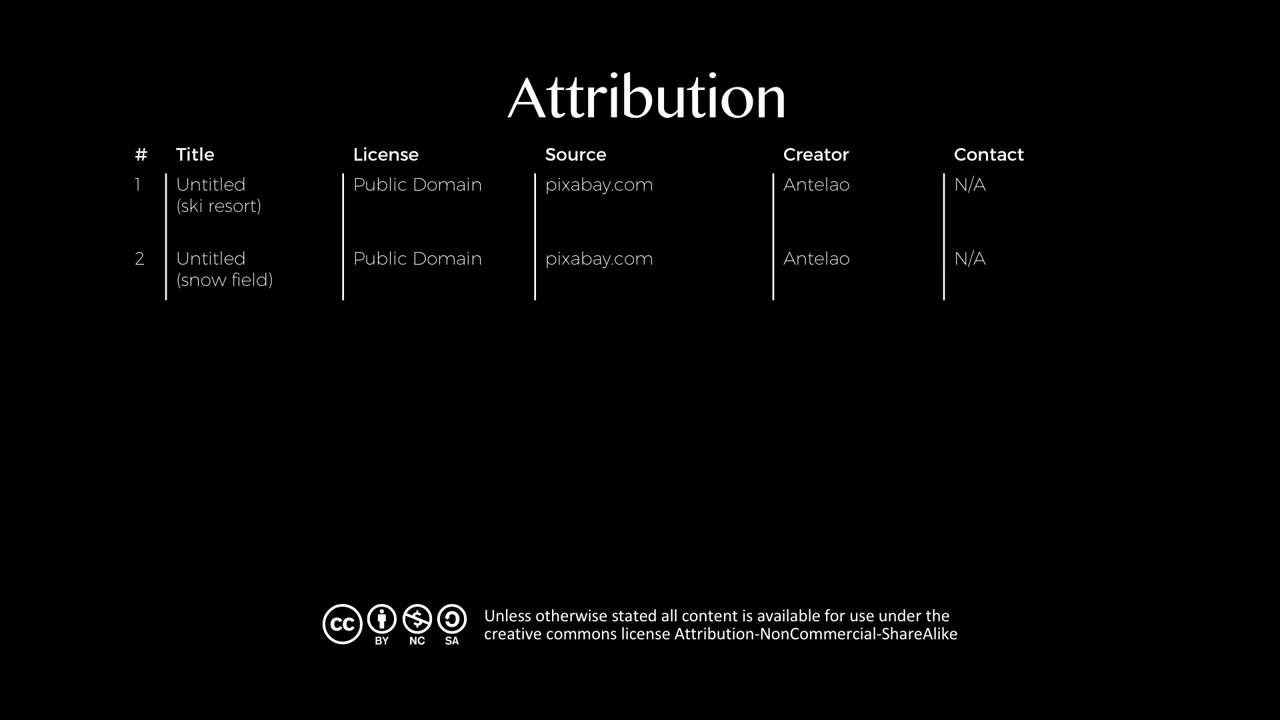 Attribution
# Title License Source Creator Contact
1 Untitled Public Domain pixabay.com Antelao N/A
(ski resort)
2 Untitled Public Domain pixabay.com Antelao N/A
(snow field)
cc BY NC SA
Unless otherwise stated all content is available for use under the
creative commons license Attribution-NonCommercial-ShareAlike